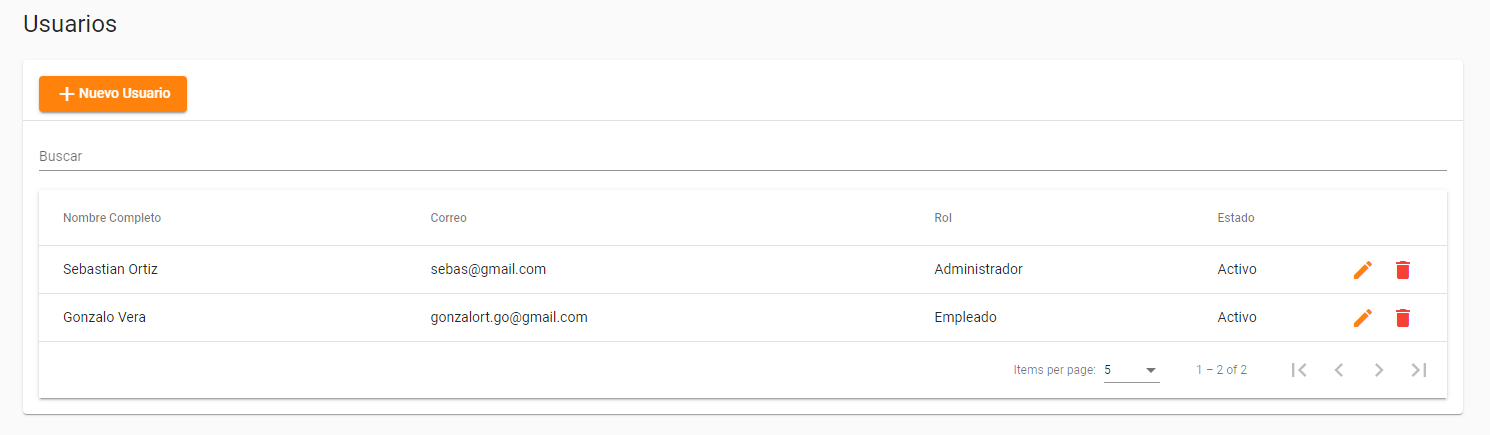 Usuarios
Nuevo Usuario
Buscar
Nombre Completo Correo Rol Estado
Sebastian Ortiz sebas@gmail.com Administrador Activo
Gonzalo Vera gonzalort.go@gmail.com Empleado Activo
Items per page: 5 1 – 2 of 2